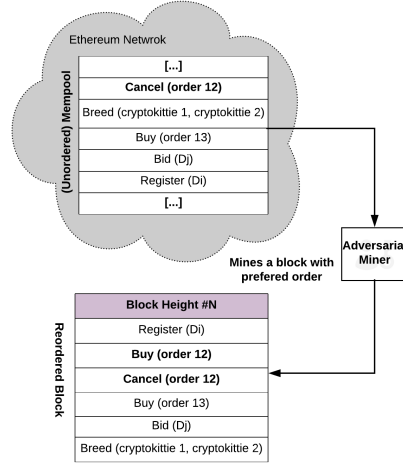 Ethereum Netwrok
(Unordered) Mempool
[...]
Cancel (order 12)
Breed (cryptokittie 1, cryptokittie 2)
Buy (order 13)
Bid (Dj)
Register (Di)
[...]
Adversaria
Miner
Mines a block with
prefered order
Reordered Block
Block Height #N
Register (Di)
Buy (order 12)
Cancel (order 12)
Buy (order 13)
Bid (Dj)
Breed (cryptokittie 1, cryptokittie 2)